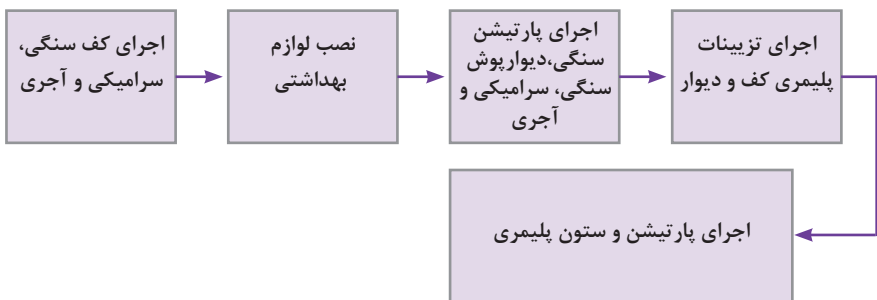 اجرای کف سنگی،
سرامیکی و آجری
نصب لوازم
بهداشتی
اجرای پارتیشن
سنگی،دیوارپوش
سنگی، سرامیکی و
آجری
اجرای تزیینات
پلیمری کف و دیوار
اجرای پارتیشن و ستون پلیمری